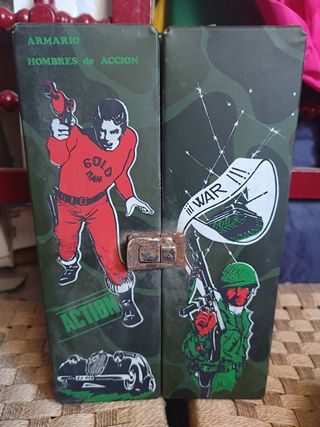 ARMARIO
HOMBRES de ACCION
GOLD
MAN
¡¡¡ WAR !!!
ACTION